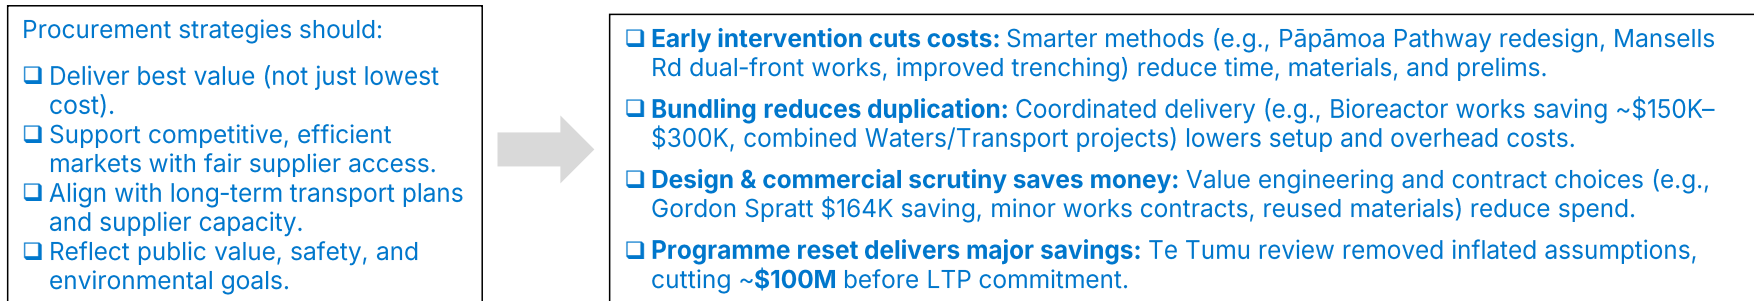 Procurement strategies should:
❑ Deliver best value (not just lowest
cost).
❑ Support competitive, efficient
markets with fair supplier access.
❑ Align with long-term transport plans
and supplier capacity.
❑ Reflect public value, safety, and
environmental goals.
❑ Early intervention cuts costs: Smarter methods (e.g., Pāpāmoa Pathway redesign, Mansells
Rd dual-front works, improved trenching) reduce time, materials, and prelims.
❑ Bundling reduces duplication: Coordinated delivery (e.g., Bioreactor works saving ~$150K–
$300K, combined Waters/Transport projects) lowers setup and overhead costs.
❑ Design & commercial scrutiny saves money: Value engineering and contract choices (e.g.,
Gordon Spratt $164K saving, minor works contracts, reused materials) reduce spend.
❑ Programme reset delivers major savings: Te Tumu review removed inflated assumptions,
cutting ~$100M before LTP commitment.